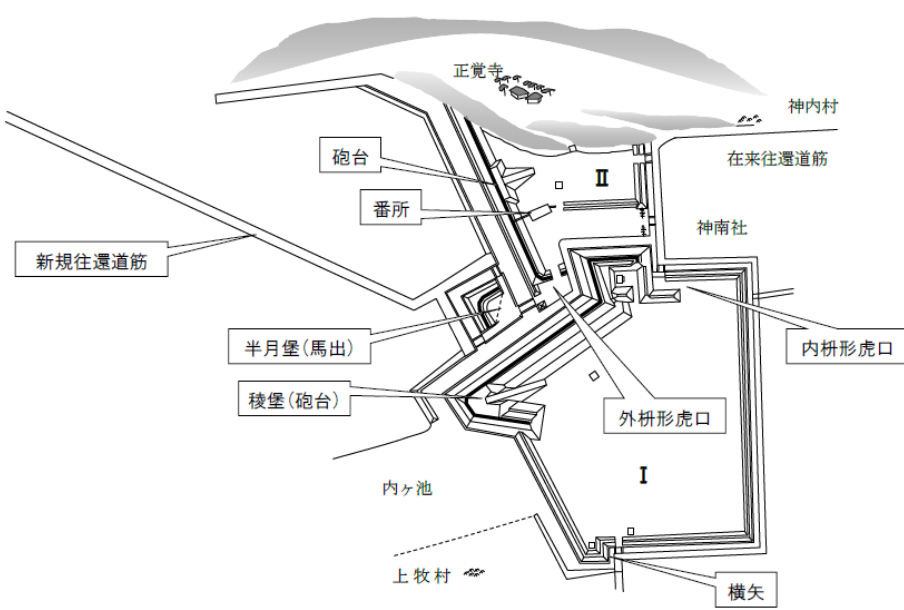 正覚寺
神内村
砲台
在来往還道筋
Ⅱ
番所
神南社
新規往還道筋
半月堡（馬出）
内枡形虎口
稜堡（砲台）
外枡形虎口
Ⅰ
内ヶ池
上牧村
横矢